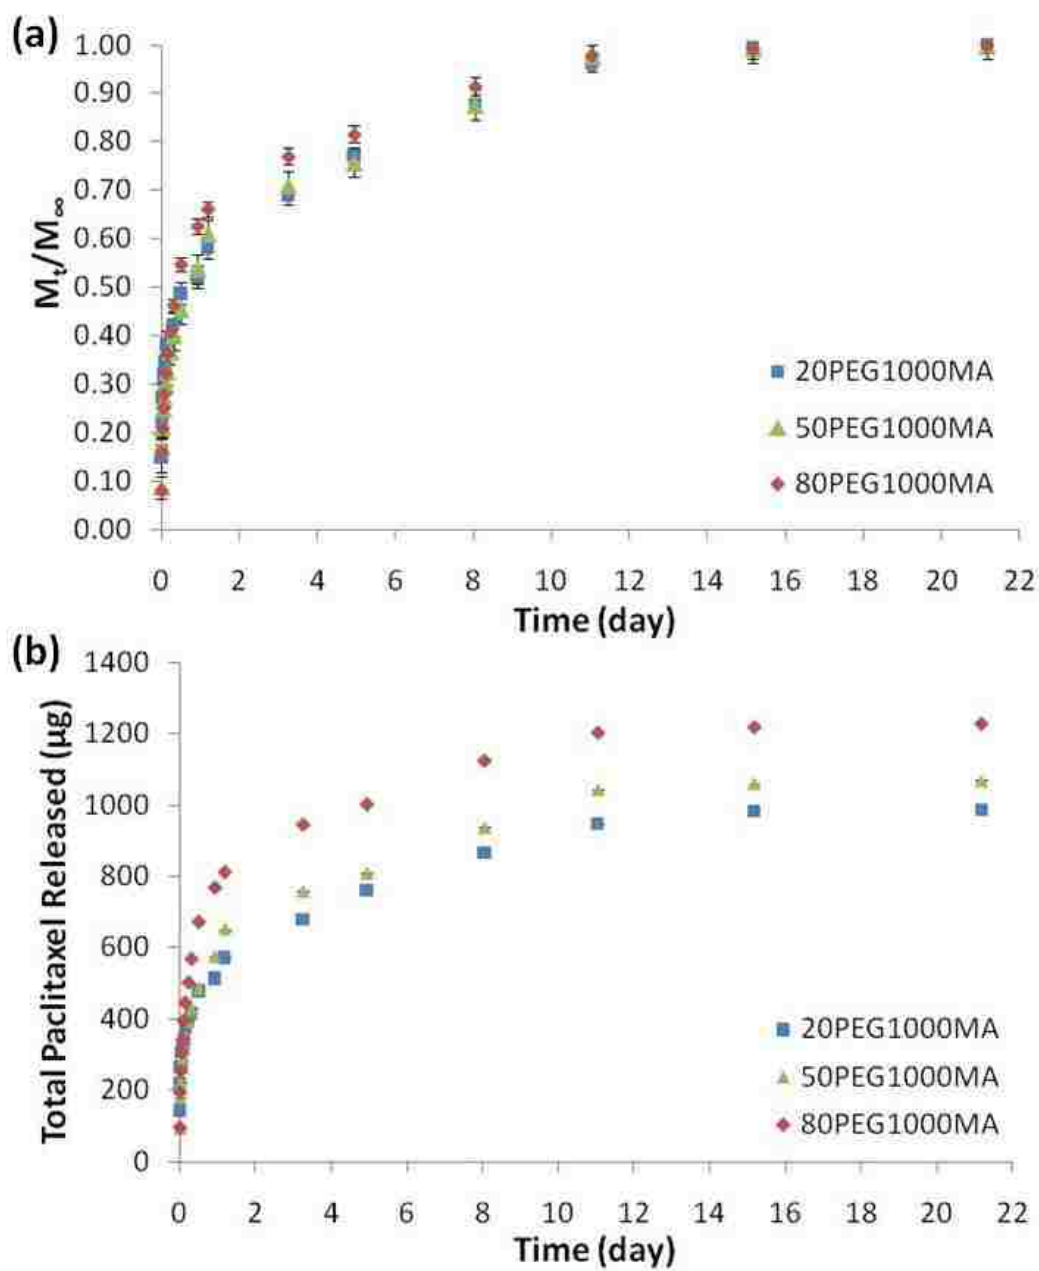 (a)
1.00
0.90
0.80
0.70
0.60
0.50
0.40
0.30
0.20
0.10
0.00
Mt/M∞
20PEG1000MA
50PEG1000MA
80PEG1000MA
0 2 4 6 8 10 12 14 16 18 20 22
Time (day)
(b)
1400
1200
1000
800
600
400
200
0
Total Paclitaxel Released (µg)
20PEG1000MA
50PEG1000MA
80PEG1000MA
0 2 4 6 8 10 12 14 16 18 20 22
Time (day)